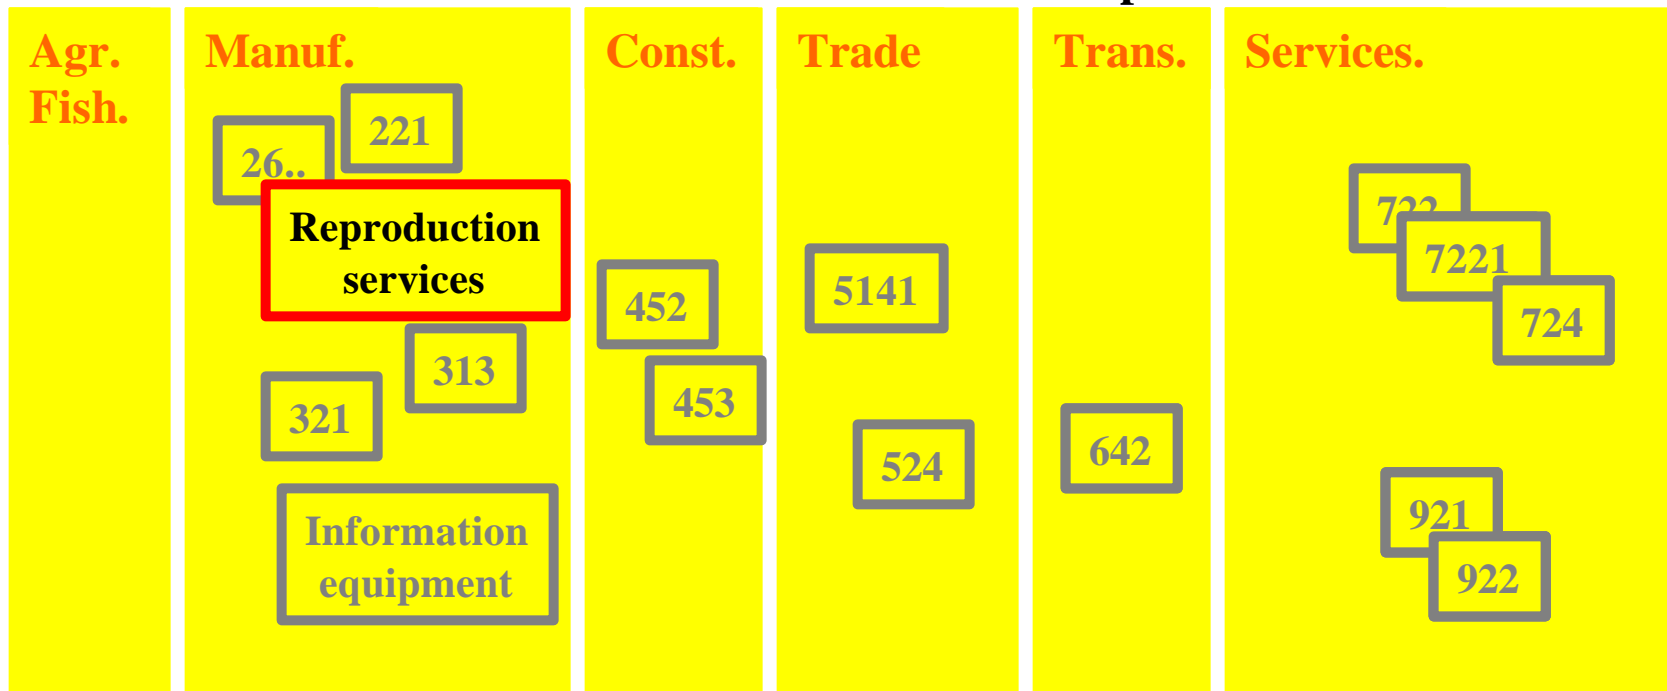 Agr.
Fish.
Manuf.
Const.
Trade
Trans.
Services.
221
26..
Reproduction
services
313
321
Information
equipment
452
453
5141
524
642
722
7221
724
921
922